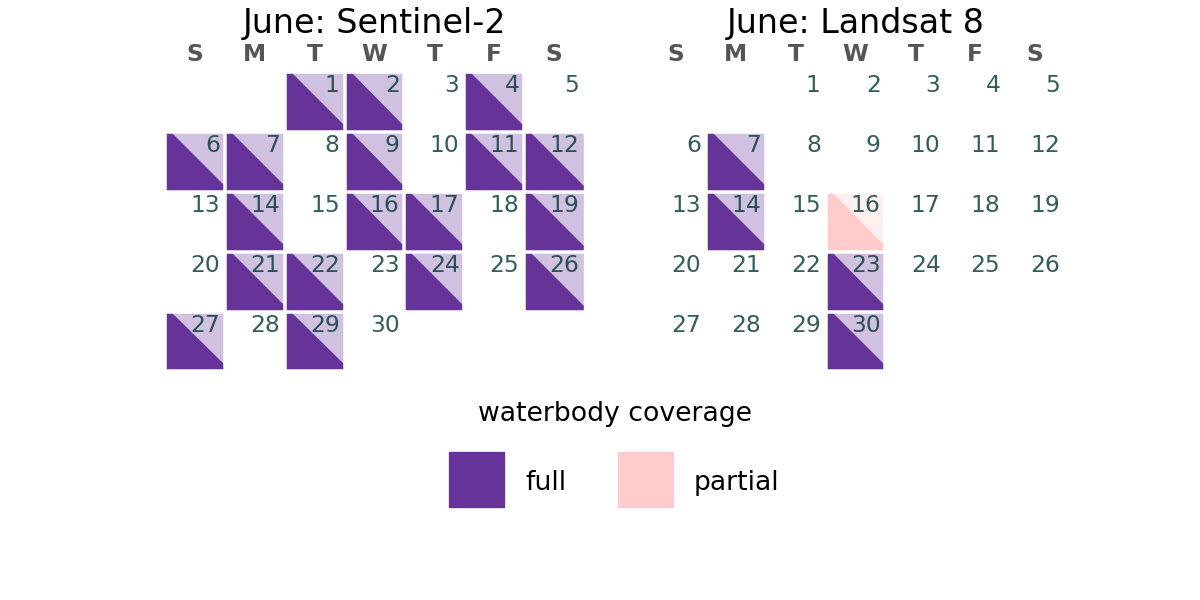 June: Sentinel-2
S M T W T F S
1 2 3 4 5
6 7 8 9 10 11 12
13 14 15 16 17 18 19
20 21 22 23 24 25 26
27 28 29 30
June: Landsat 8
S M T W T F S
1 2 3 4 5
6 7 8 9 10 11 12
13 14 15 16 17 18 19
20 21 22 23 24 25 26
27 28 29 30
waterbody coverage
full partial